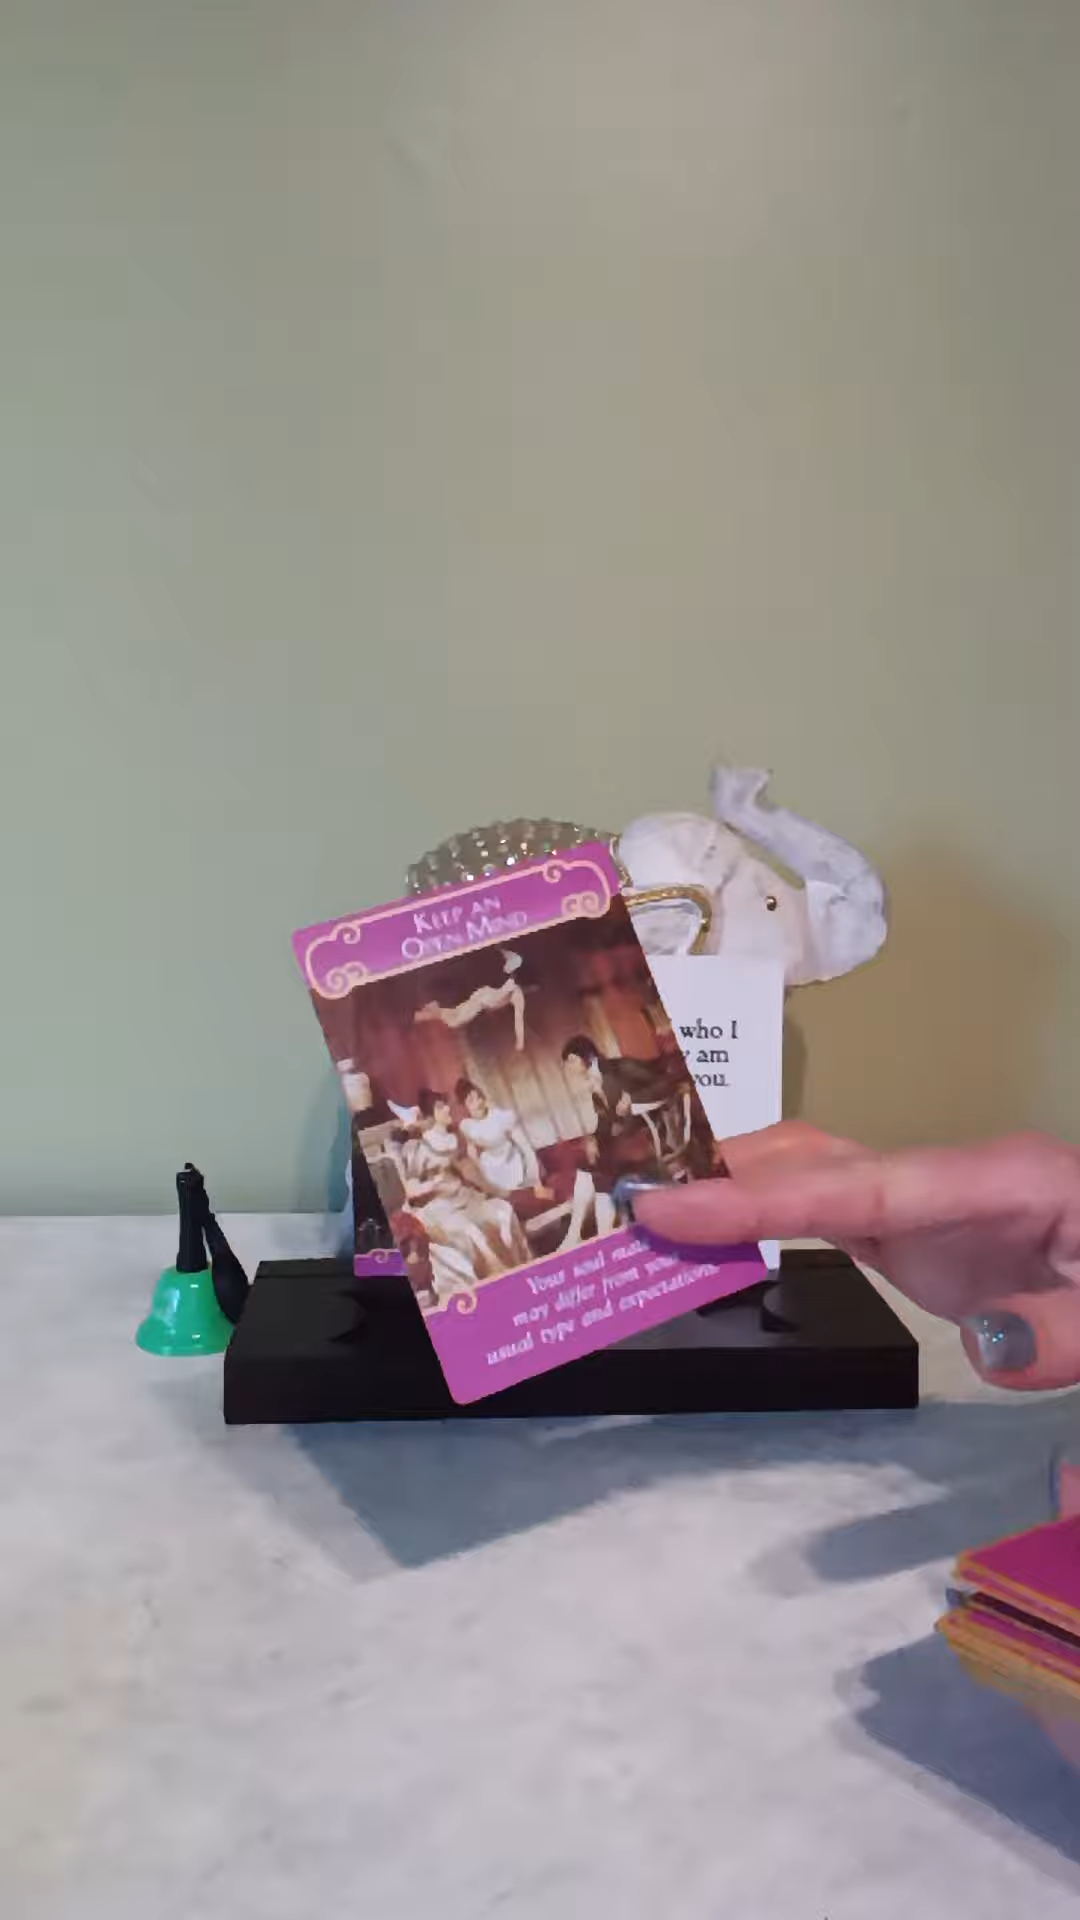 KEEP AN
OPEN MIND
who I
am
you.
Your soul mate
may differ from your
usual type and expectations.